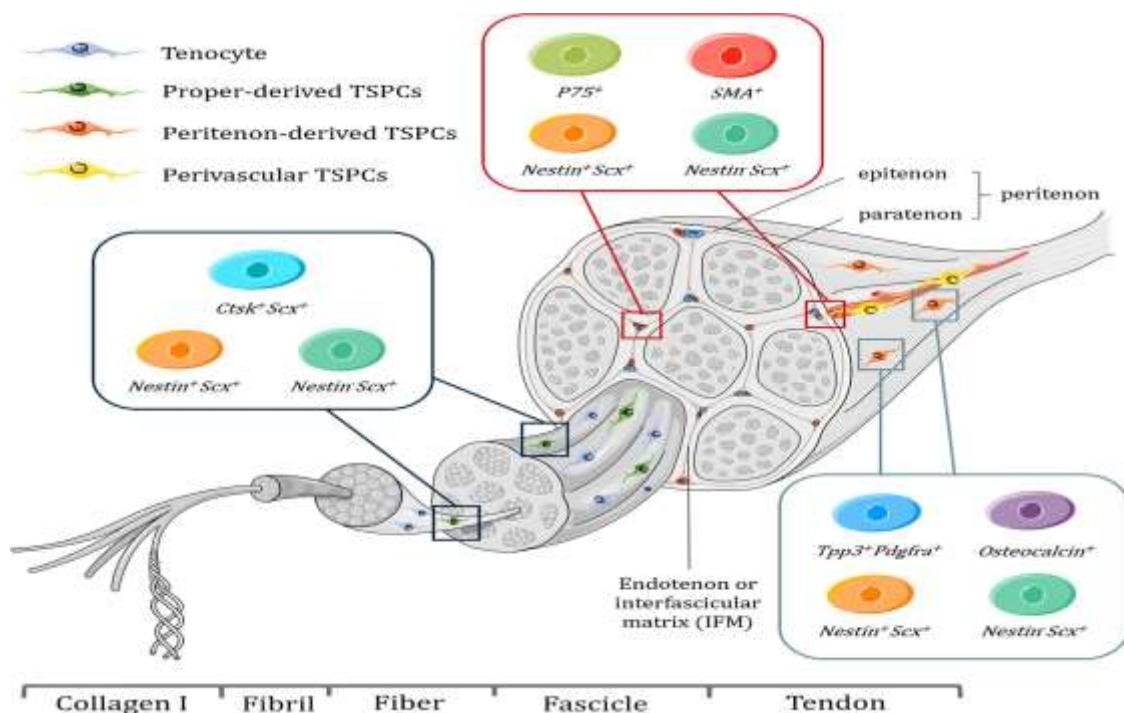 Tenocyte
Proper-derived TSPCs
Peritenon-derived TSPCs
Perivascular TSPCs
P75⁺
SMA⁺
Nestin⁺Scx⁺
Nestin⁻Scx⁺
epitenon
paratenon
peritenon
Ctsk⁺Scx⁺
Nestin⁺Scx⁺
Nestin⁻Scx⁺
Tpp3⁺Pdgfra⁺
Osteocalcin⁺
Nestin⁺Scx⁺
Nestin⁻Scx⁺
Endotenon or
interfascicular
matrix (IFM)
Collagen I
Fibril
Fiber
Fascicle
Tendon